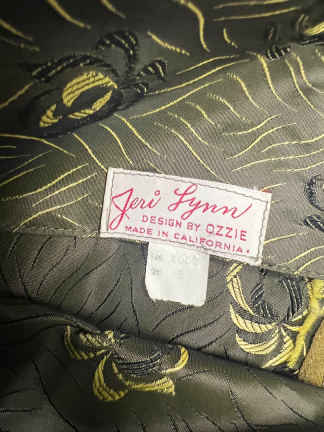 Jeri Lynn
DESIGN BY OZZIE
MADE IN CALIFORNIA